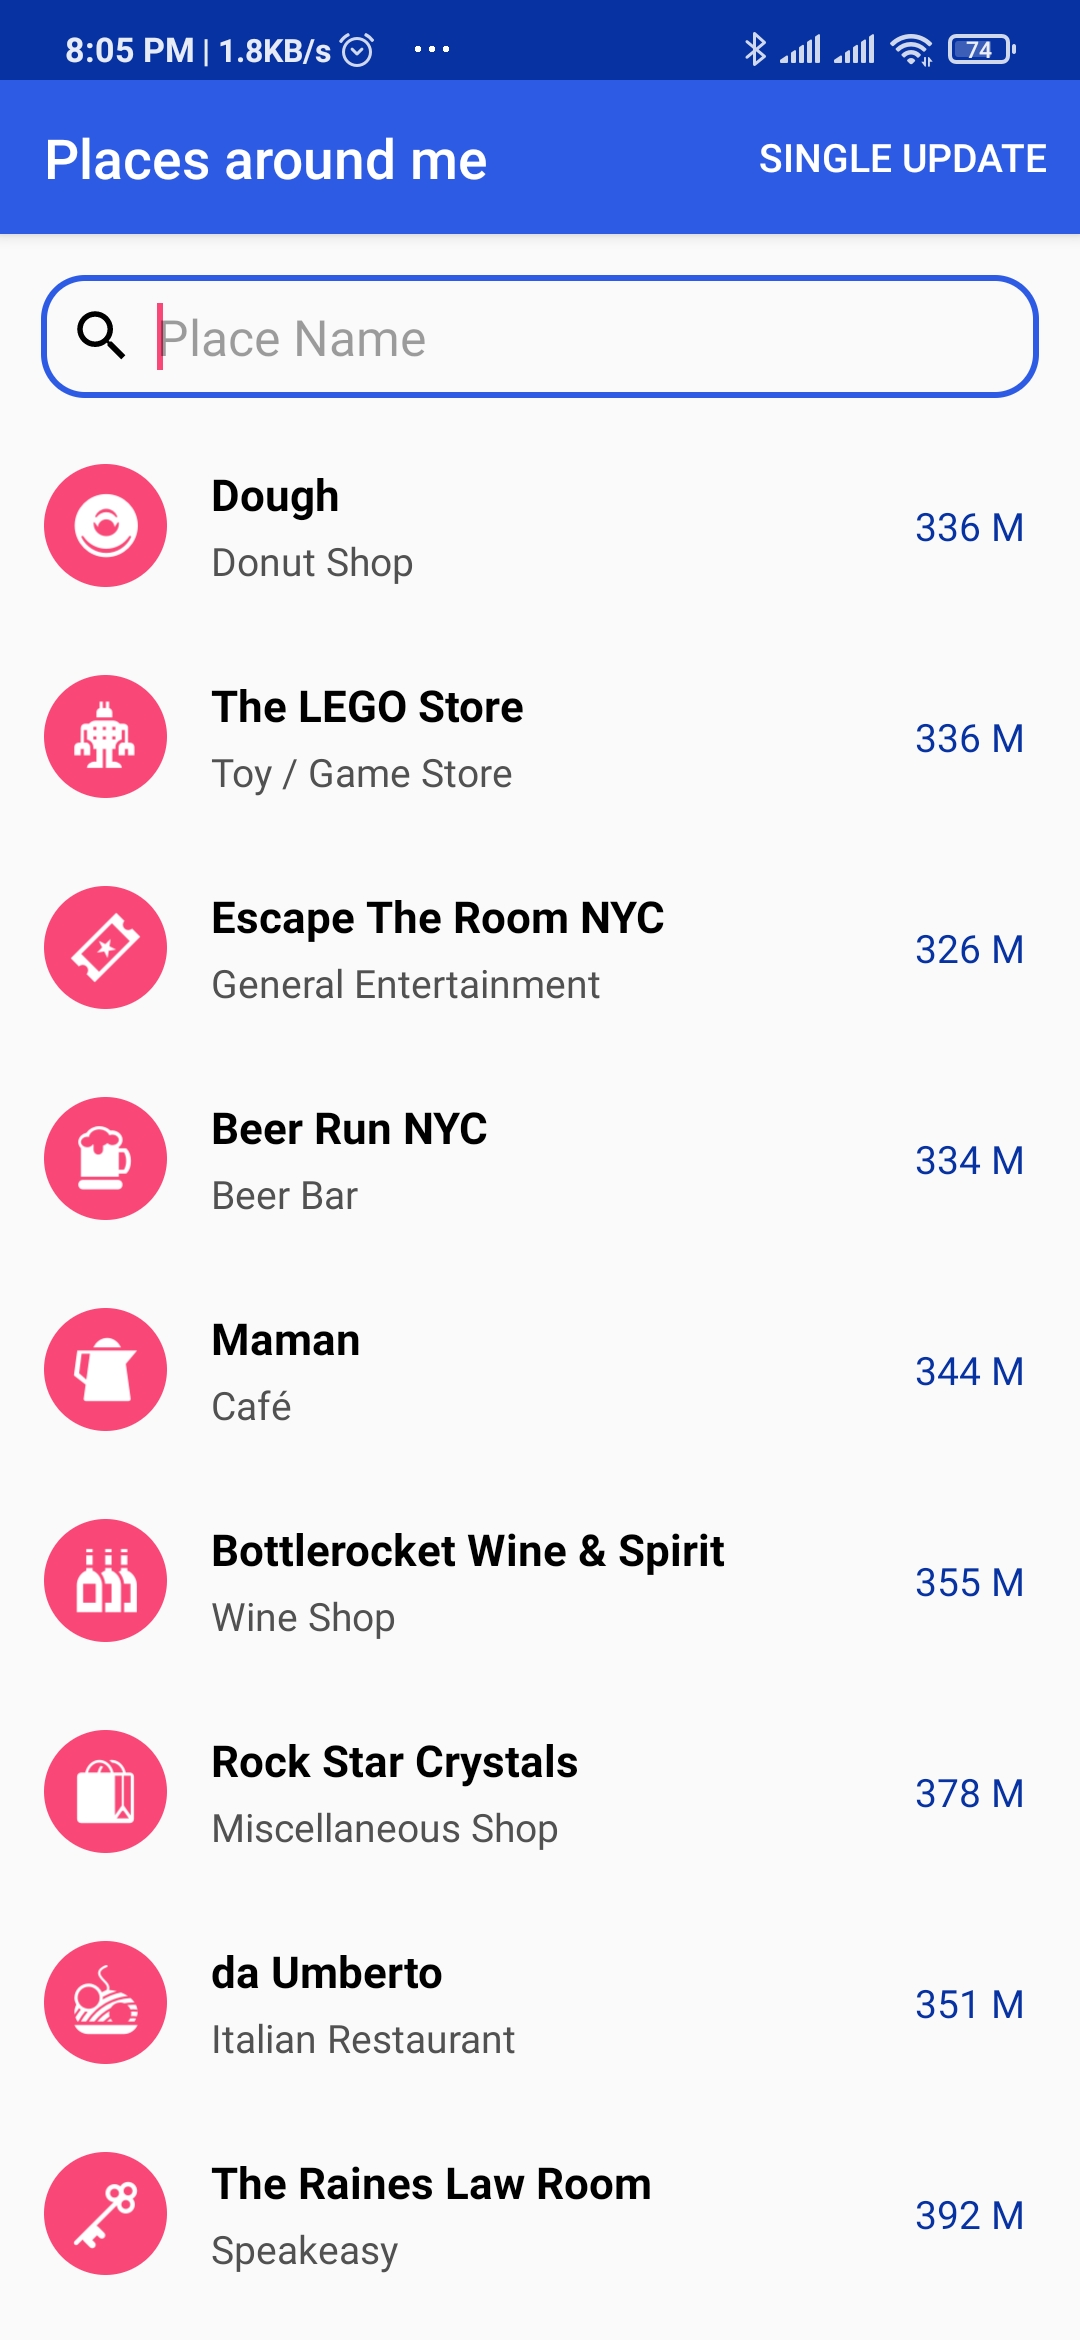 8:05 PM | 1.8KB/s ... 74
Places around me SINGLE UPDATE
Place Name
Dough
Donut Shop
336 M
The LEGO Store
Toy / Game Store
336 M
Escape The Room NYC
General Entertainment
326 M
Beer Run NYC
Beer Bar
334 M
Maman
Café
344 M
Bottlerocket Wine & Spirit
Wine Shop
355 M
Rock Star Crystals
Miscellaneous Shop
378 M
da Umberto
Italian Restaurant
351 M
The Raines Law Room
Speakeasy
392 M